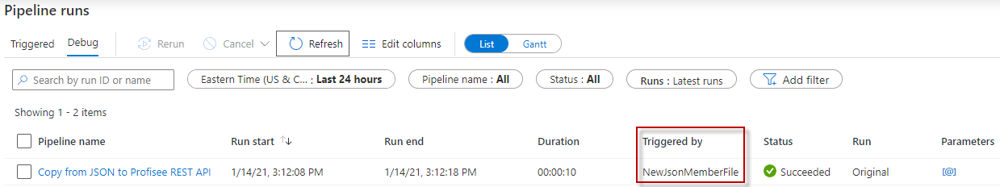 Pipeline runs
Triggered Debug Rerun Cancel Refresh Edit columns List Gantt
Search by run ID or name Eastern Time (US & C... : Last 24 hours Pipeline name : All Status : All Runs : Latest runs Add filter
Showing 1 - 2 items
Pipeline name Run start Run end Duration Triggered by Status Run Parameters
Copy from JSON to Profisee REST API 1/14/21, 3:12:08 PM 1/14/21, 3:12:18 PM 00:00:10 NewJsonMemberFile Succeeded Original [@]